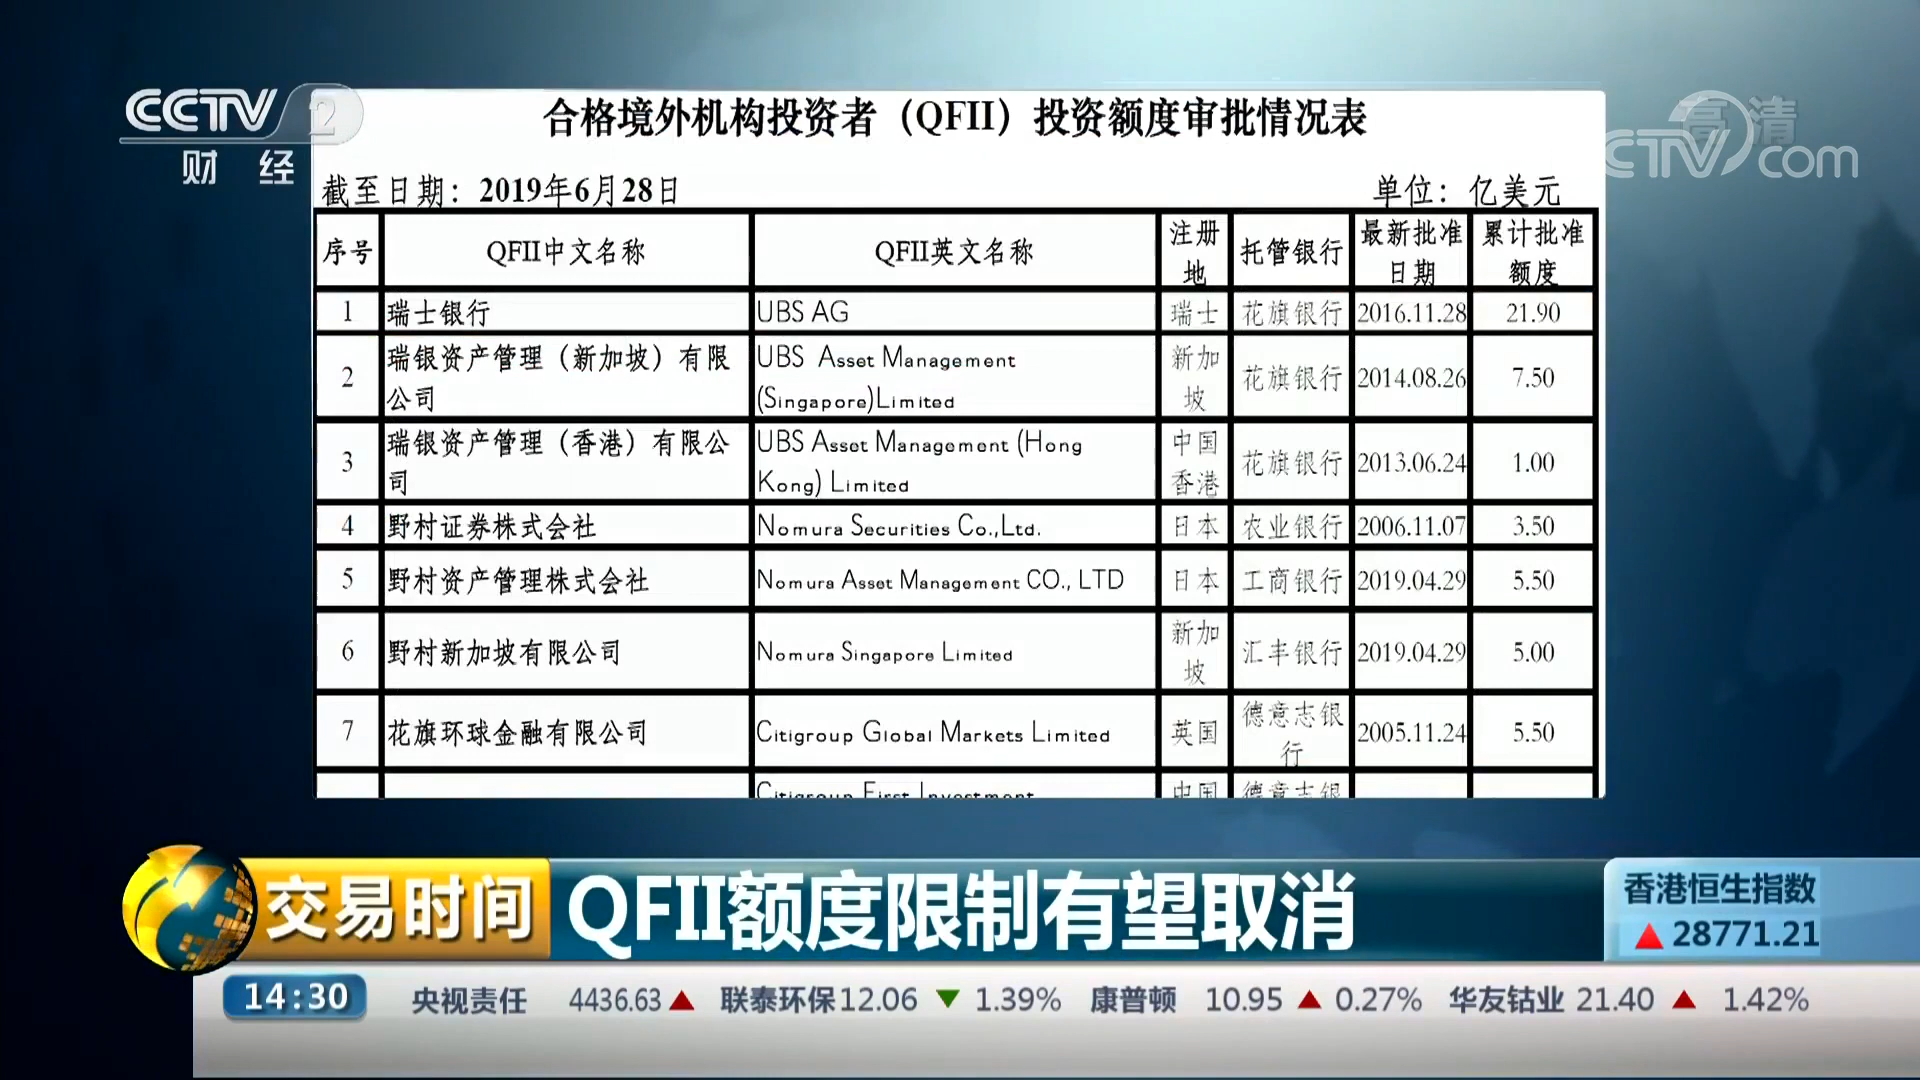 CCTV 2
财 经
高清
CTV com
合格境外机构投资者（QFII）投资额度审批情况表
截至日期：2019年6月28日 单位：亿美元
序号 QFII中文名称 QFII英文名称 注册地 托管银行 最新批准日期 累计批准额度
1 瑞士银行 UBS AG 瑞士 花旗银行 2016.11.28 21.90
2 瑞银资产管理（新加坡）有限公司 UBS Asset Management (Singapore)Limited 新加坡 花旗银行 2014.08.26 7.50
3 瑞银资产管理（香港）有限公司 UBS Asset Management (Hong Kong) Limited 中国香港 花旗银行 2013.06.24 1.00
4 野村证券株式会社 Nomura Securities Co.,Ltd. 日本 农业银行 2006.11.07 3.50
5 野村资产管理株式会社 Nomura Asset Management CO., LTD 日本 工商银行 2019.04.29 5.50
6 野村新加坡有限公司 Nomura Singapore Limited 新加坡 汇丰银行 2019.04.29 5.00
7 花旗环球金融有限公司 Citigroup Global Markets Limited 英国 德意志银行 2005.11.24 5.50
Citigroup First Investment 中国 德意志银
交易时间 QFII额度限制有望取消
香港恒生指数
▲ 28771.21
14:30 央视责任 4436.63 ▲ 联泰环保 12.06 ▼ 1.39% 康普顿 10.95 ▲ 0.27% 华友钴业 21.40 ▲ 1.42%